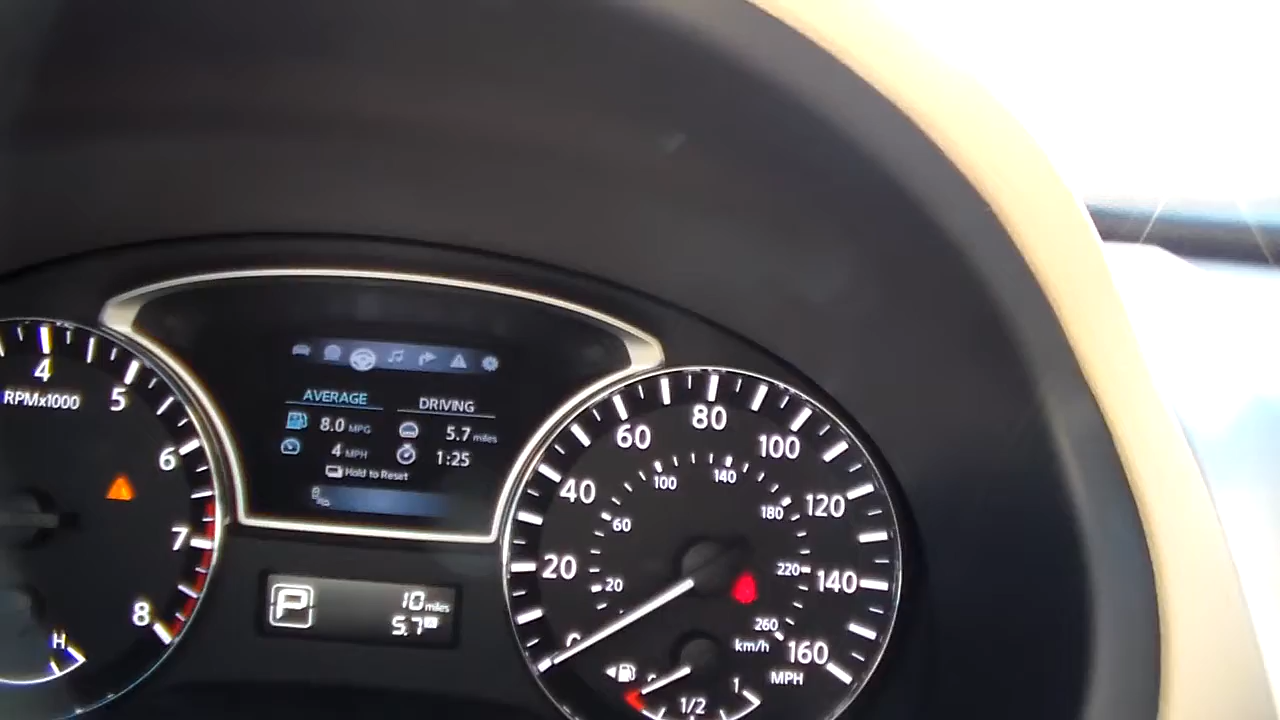 4
5
6
7
8
RPMx1000
H
AVERAGE
8.0 MPG
4 MPH
DRIVING
5.7 miles
1:25
Hold to Reset
P
10 miles
5.7
0
20
40
60
80
100
120
140
160
MPH
20
60
100
140
180
220
260
km/h
1/2
1